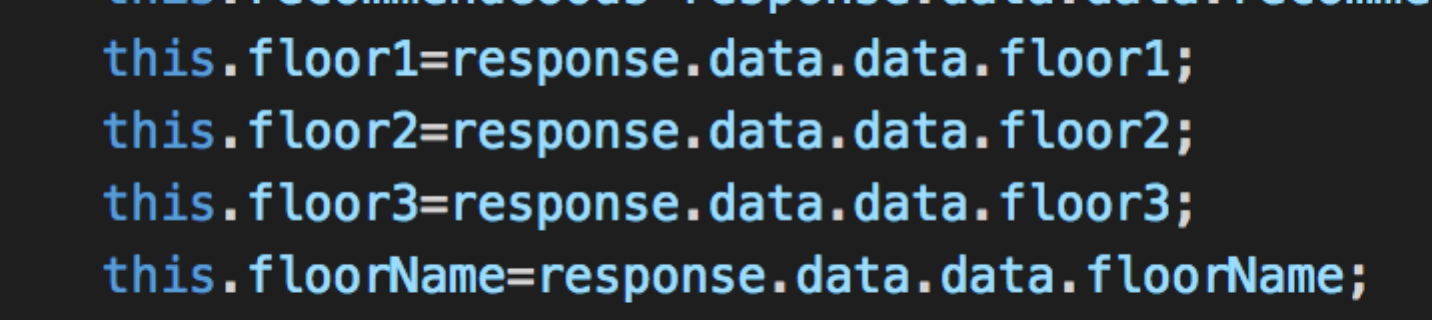 this.floor1=response.data.data.floor1;
this.floor2=response.data.data.floor2;
this.floor3=response.data.data.floor3;
this.floorName=response.data.data.floorName;